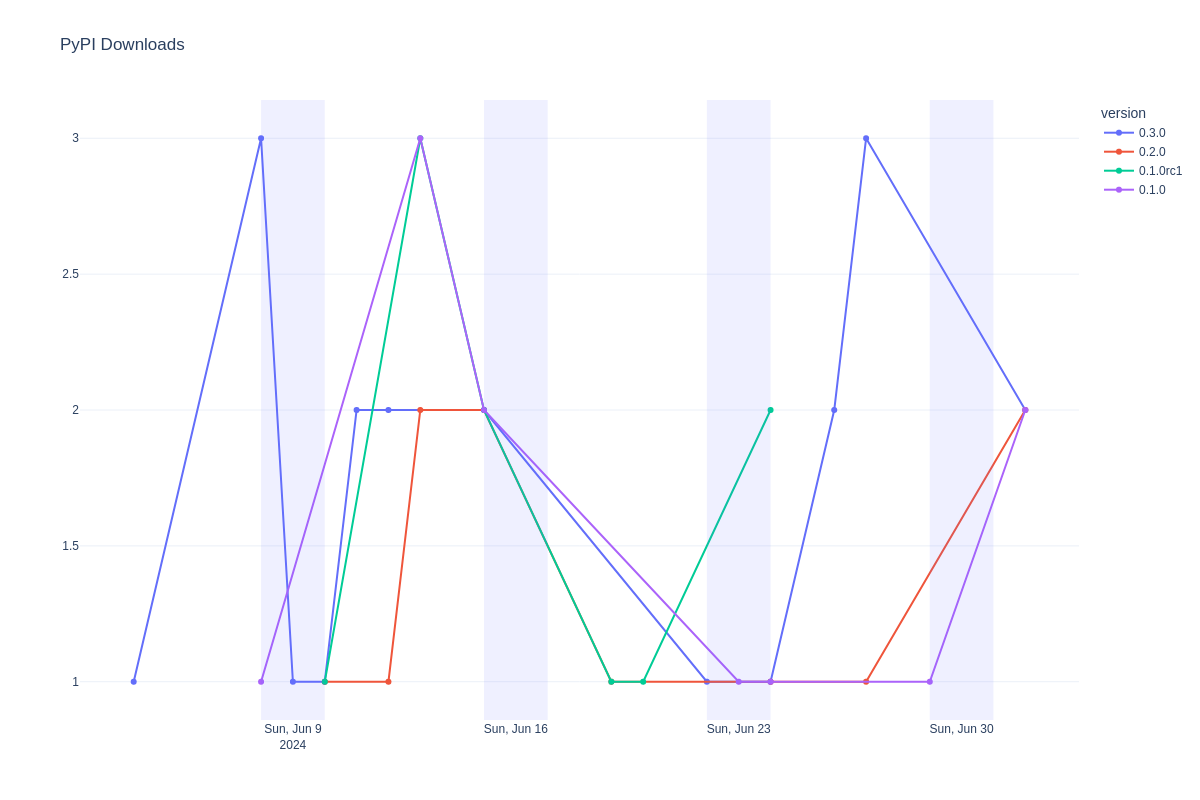 PyPI Downloads
version
0.3.0
0.2.0
0.1.0rc1
0.1.0
3
2.5
2
1.5
1
Sun, Jun 9
2024
Sun, Jun 16
Sun, Jun 23
Sun, Jun 30